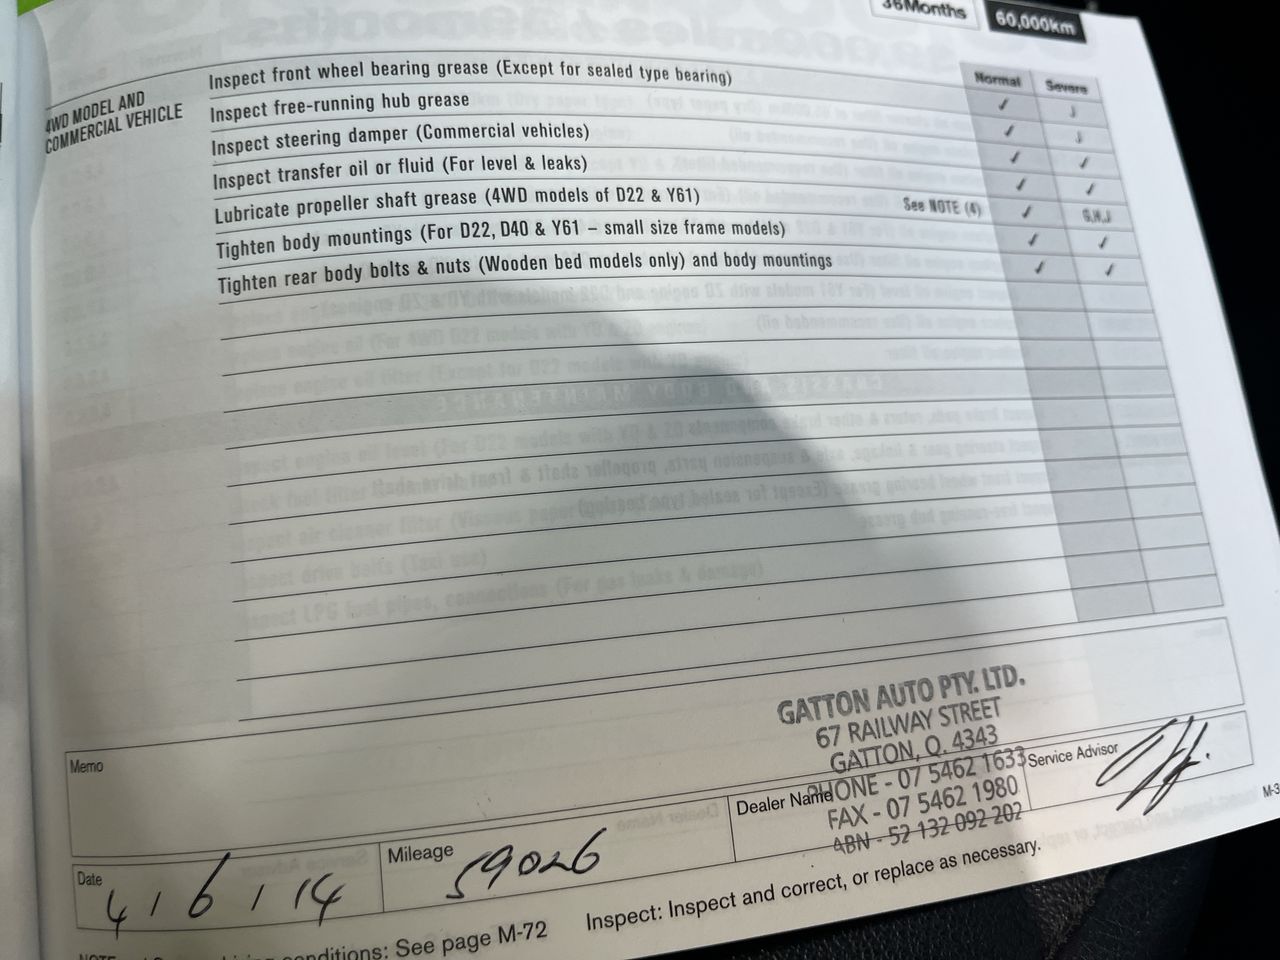 36Months
60,000km
4WD MODEL AND
COMMERCIAL VEHICLE
Normal Severe
Inspect front wheel bearing grease (Except for sealed type bearing) ✓ J
Inspect free-running hub grease ✓ J
Inspect steering damper (Commercial vehicles) ✓ ✓
Inspect transfer oil or fluid (For level & leaks) ✓ ✓
Lubricate propeller shaft grease (4WD models of D22 & Y61) See NOTE (4) ✓ G,H,J
Tighten body mountings (For D22, D40 & Y61 – small size frame models) ✓ ✓
Tighten rear body bolts & nuts (Wooden bed models only) and body mountings ✓ ✓
Memo
GATTON AUTO PTY. LTD.
67 RAILWAY STREET
GATTON, Q. 4343
PHONE - 07 5462 1633
FAX - 07 5462 1980
ABN - 52 132 092 202
Date
4 / 6 / 14
Mileage
59026
Dealer Name
Service Advisor
M-3
conditions: See page M-72
Inspect: Inspect and correct, or replace as necessary.